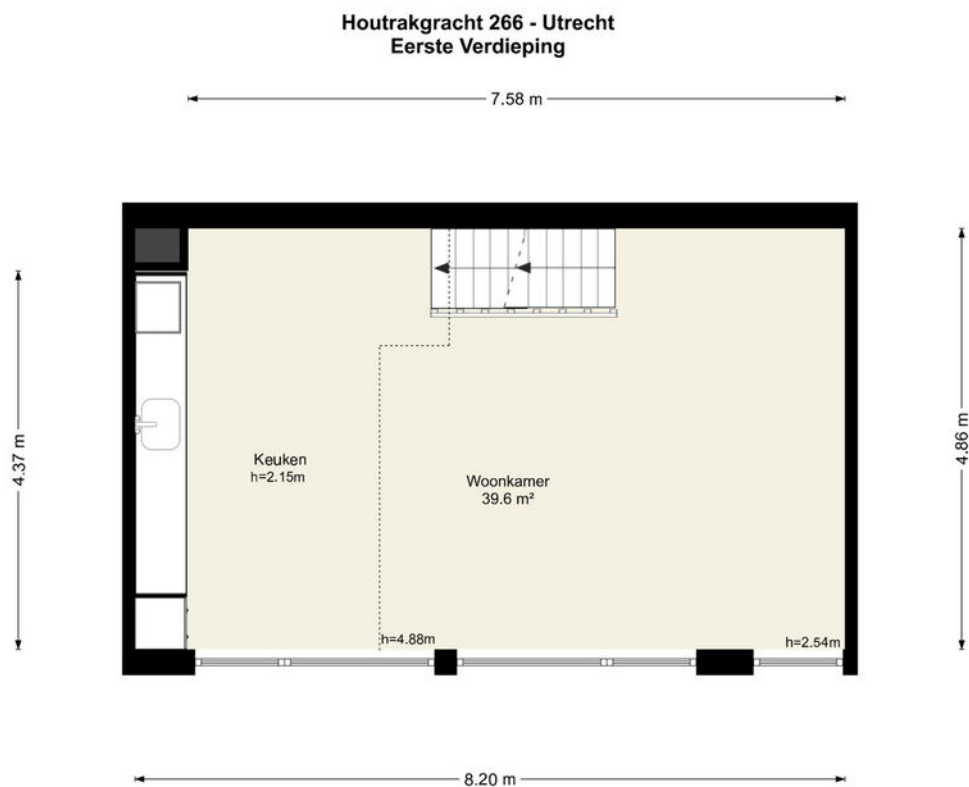 Houtrakgracht 266 - Utrecht
Eerste Verdieping
7.58 m
4.37 m
4.86 m
Keuken
h=2.15m
Woonkamer
39.6 m²
h=4.88m
h=2.54m
8.20 m